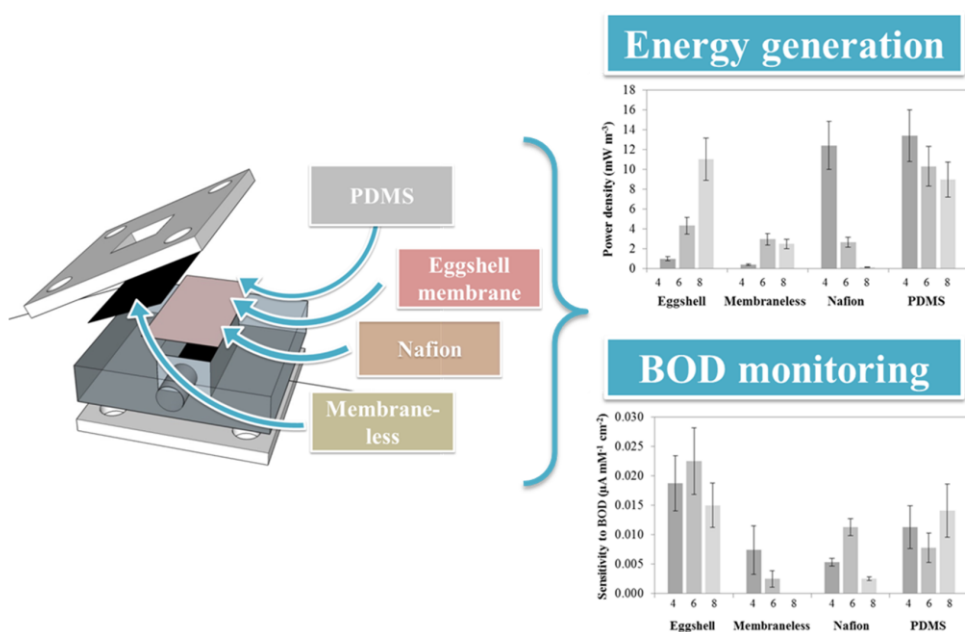 PDMS
Eggshell
membrane
Nafion
Membrane-
less
Energy generation
Power density (mW m⁻³)
18
16
14
12
10
8
6
4
2
0
4 6 8 4 6 8 4 6 8 4 6 8
Eggshell Membraneless Nafion PDMS
BOD monitoring
Sensitivity to BOD (µA mM⁻¹ cm⁻²)
0.030
0.025
0.020
0.015
0.010
0.005
0.000
4 6 8 4 6 8 4 6 8 4 6 8
Eggshell Membraneless Nafion PDMS